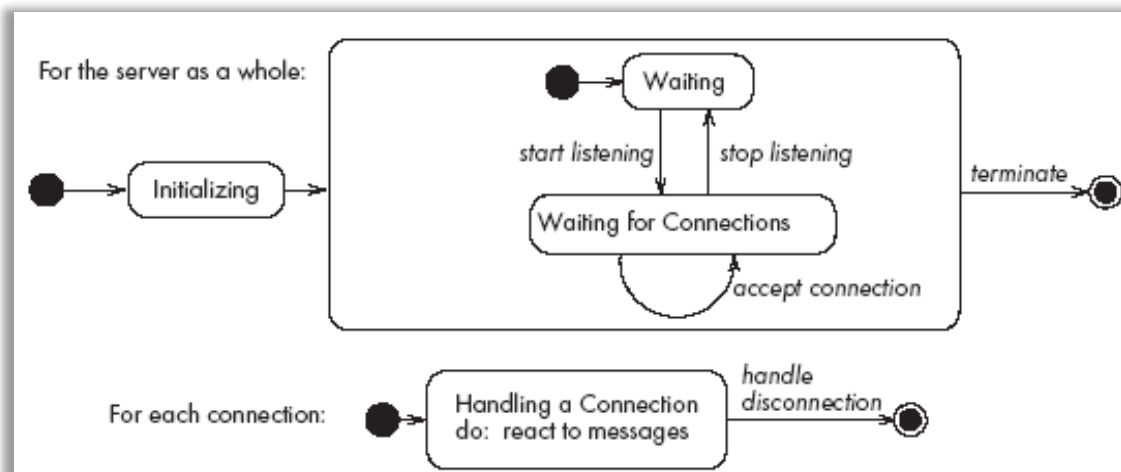 For the server as a whole:
Waiting
start listening
stop listening
Initializing
terminate
Waiting for Connections
accept connection
For each connection:
Handling a Connection
do: react to messages
handle
disconnection